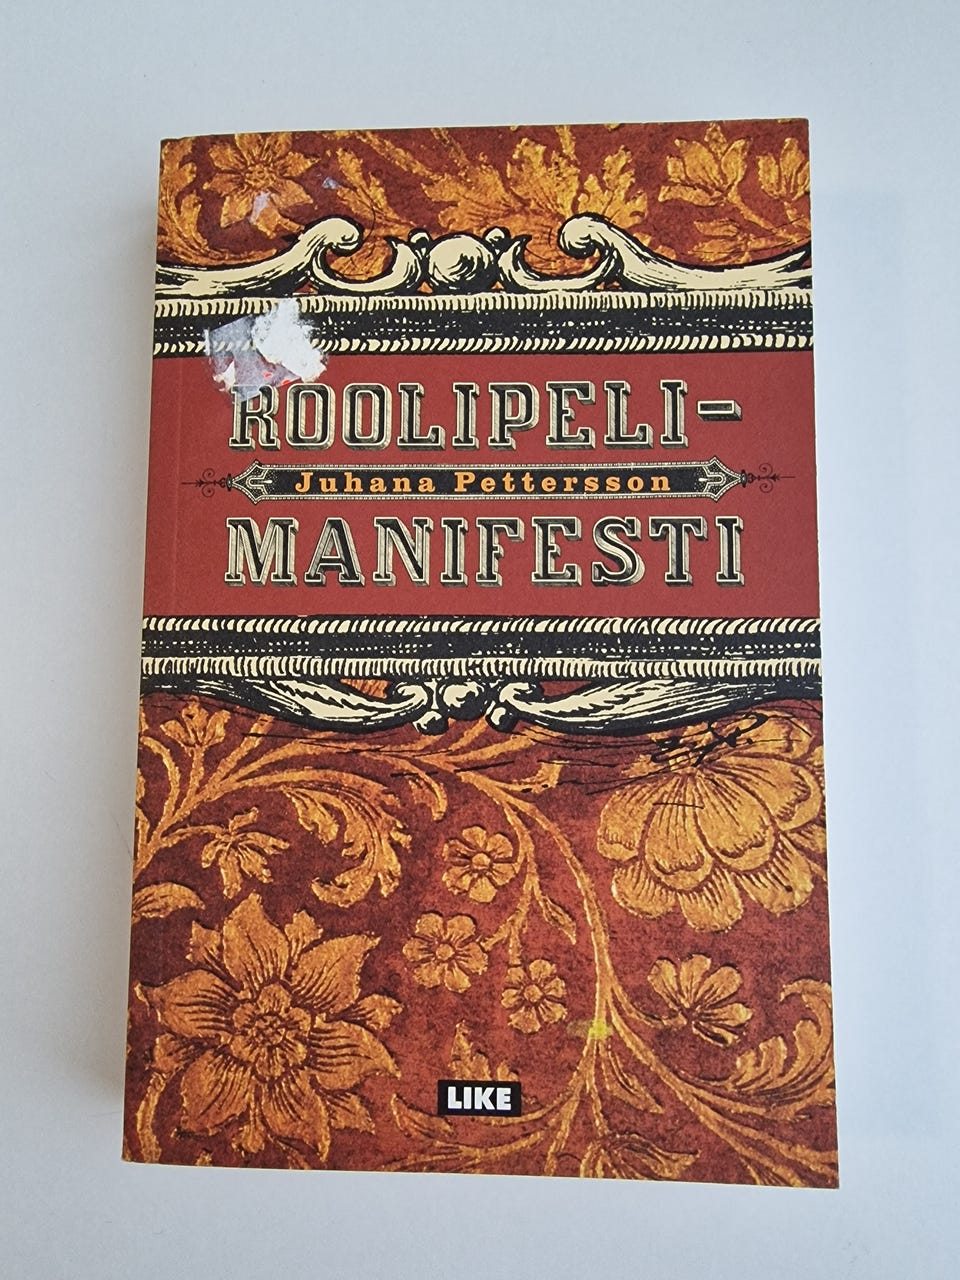 ROOLIPELI-
Juhana Pettersson
MANIFESTI
LIKE